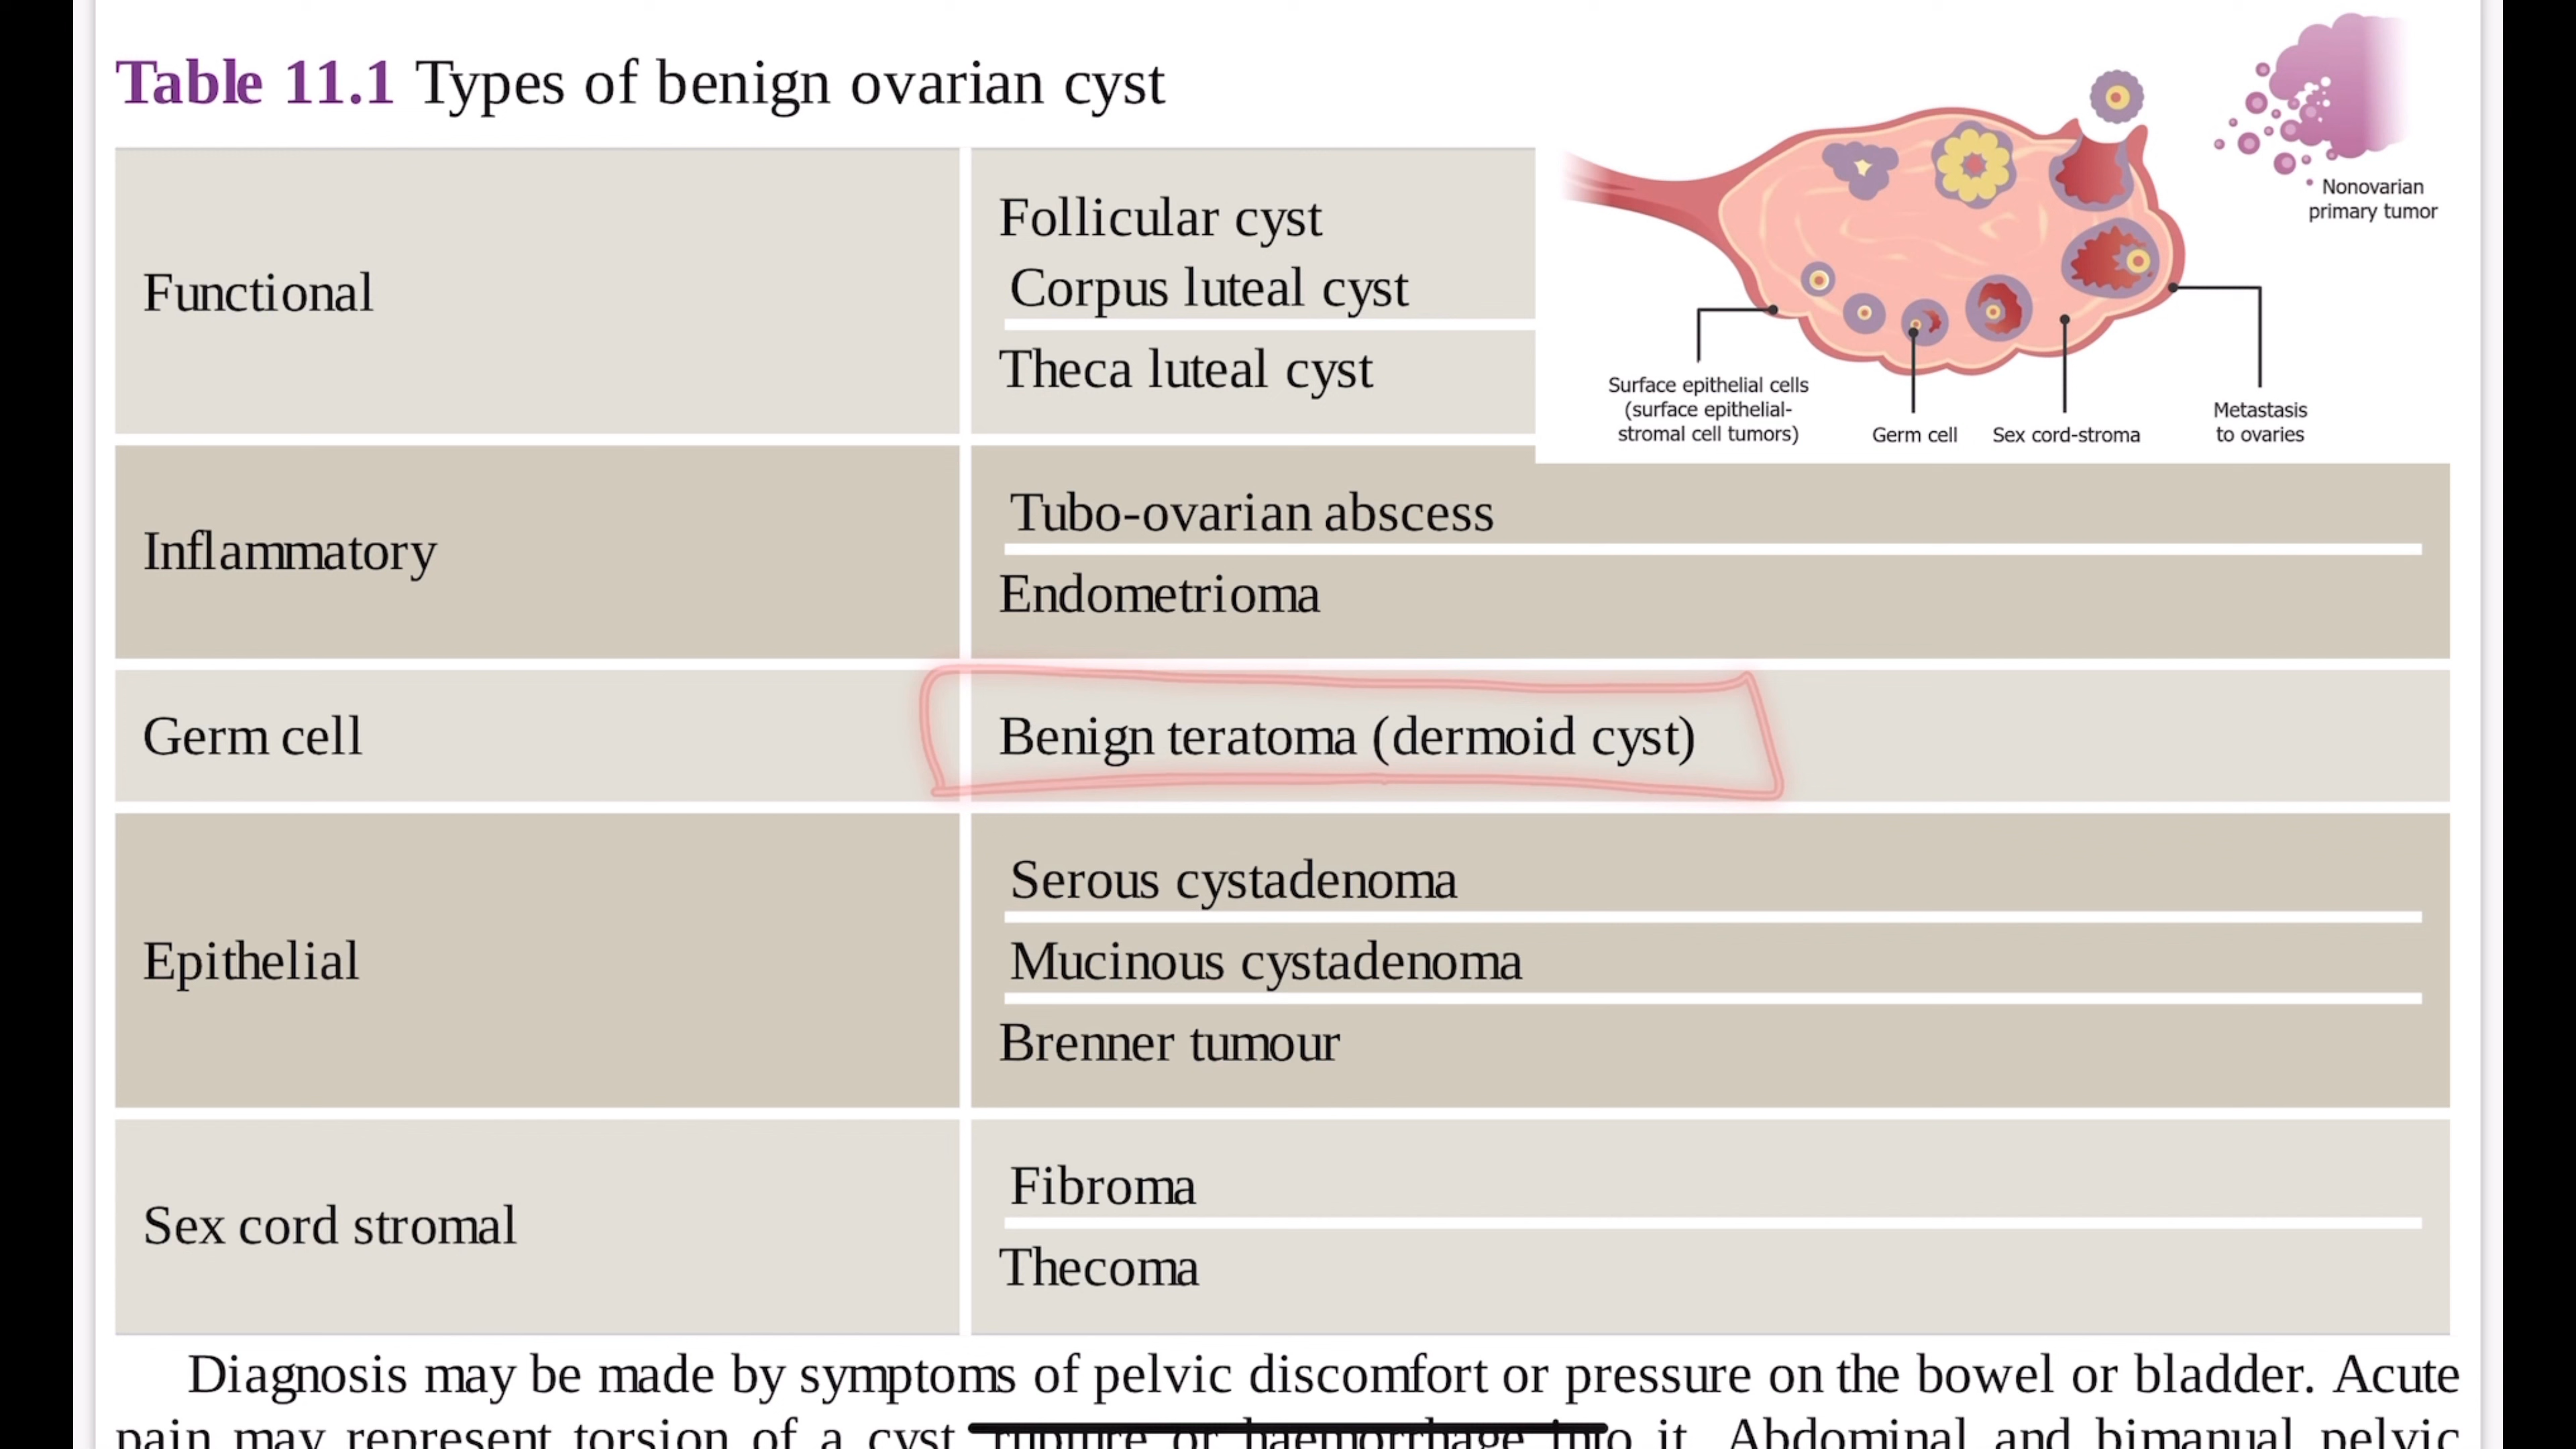 Table 11.1 Types of benign ovarian cyst
Nonovarian
primary tumor
Surface epithelial cells
(surface epithelial-
stromal cell tumors)
Germ cell
Sex cord-stroma
Metastasis
to ovaries
Functional
Follicular cyst
Corpus luteal cyst
Theca luteal cyst
Inflammatory
Tubo-ovarian abscess
Endometrioma
Germ cell
Benign teratoma (dermoid cyst)
Epithelial
Serous cystadenoma
Mucinous cystadenoma
Brenner tumour
Sex cord stromal
Fibroma
Thecoma
Diagnosis may be made by symptoms of pelvic discomfort or pressure on the bowel or bladder. Acute
pain may represent torsion of a cyst rupture or haemorrhage into it. Abdominal and bimanual pelvic